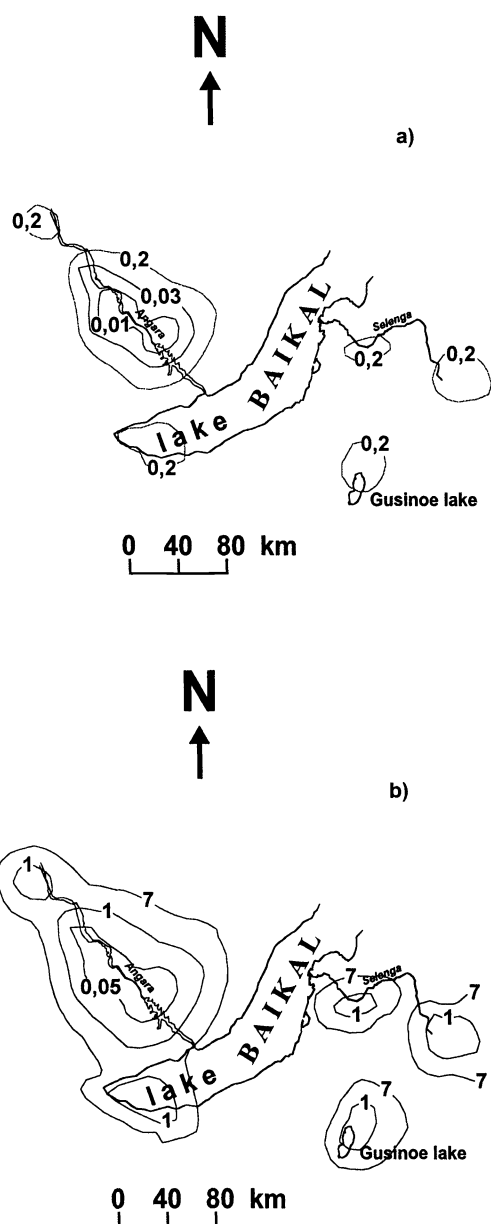 N
a)
0,2
0,2
0,03
0,01
Angara
lake BAIKAL
Selenga
0,2
0,2
0,2
0,2
Gusinoe lake
0 40 80 km
N
b)
1
7
1
0,05
Angara
lake BAIKAL
7
Selenga
7
1
1
7
1
7
1
Gusinoe lake
0 40 80 km